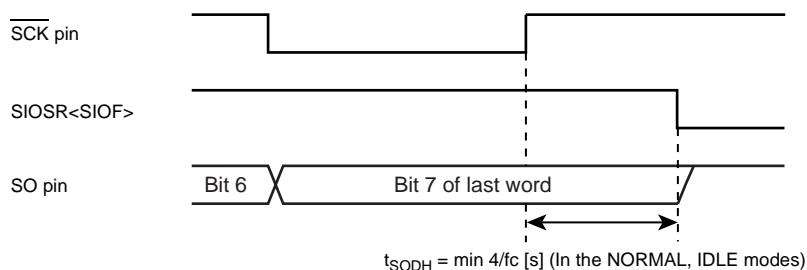 SCK pin
SIOSR<SIOF>
SO pin
Bit 6
Bit 7 of last word
tSODH = min 4/fc [s] (In the NORMAL, IDLE modes)